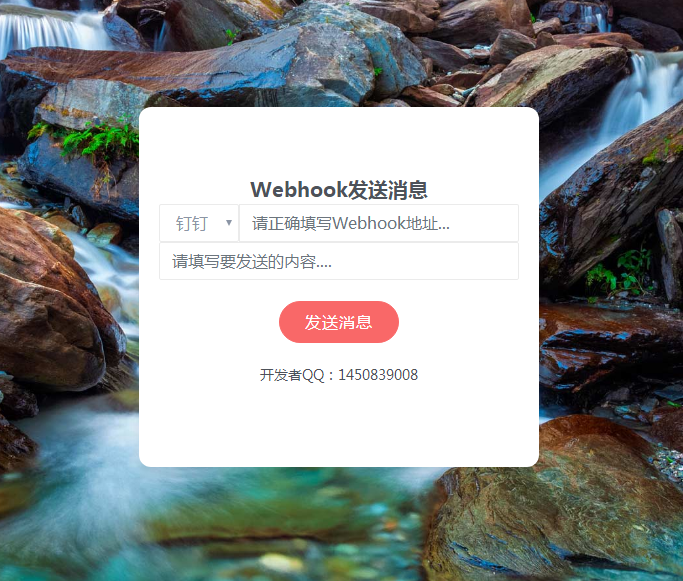 Webhook发送消息
钉钉 ▾ 请正确填写Webhook地址...
请填写要发送的内容....
发送消息
开发者QQ：1450839008